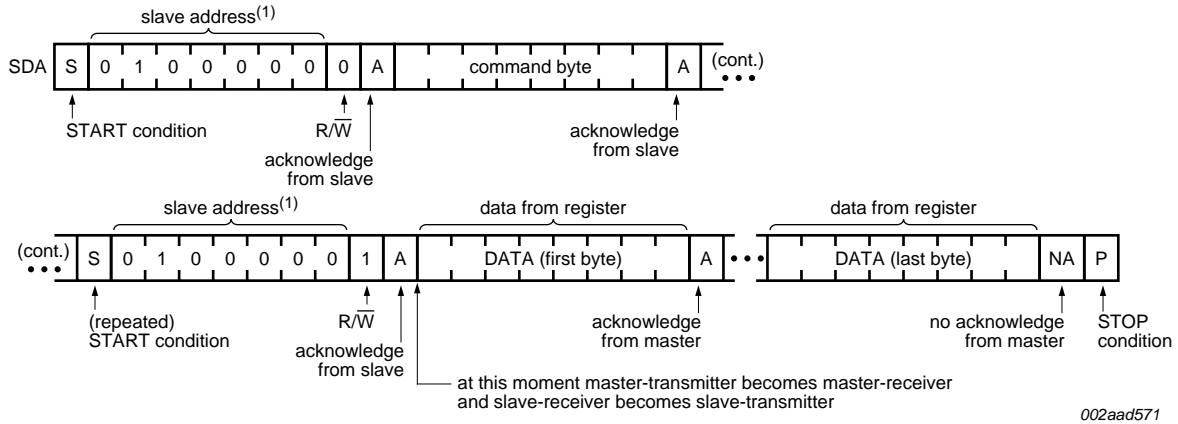 slave address(1)
SDA S 0 1 0 0 0 0 0 0 A command byte A (cont.)
START condition R/W acknowledge from slave acknowledge from slave
slave address(1) data from register data from register
(cont.) S 0 1 0 0 0 0 0 1 A DATA (first byte) A DATA (last byte) NA P
(repeated) START condition R/W acknowledge from slave acknowledge from master no acknowledge from master STOP condition
at this moment master-transmitter becomes master-receiver
and slave-receiver becomes slave-transmitter
002aad571